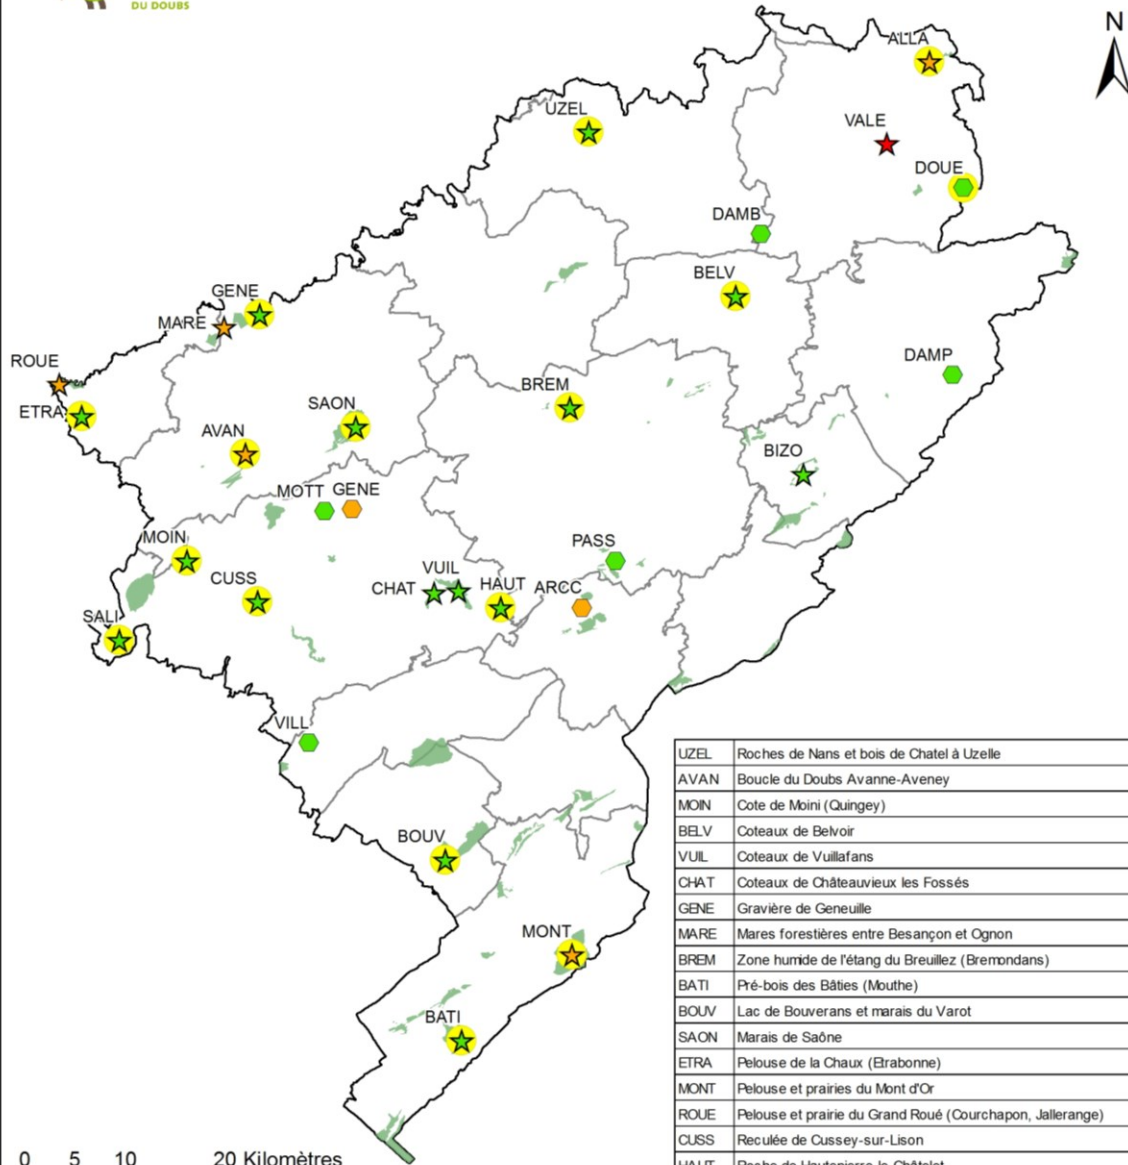 DU DOUBS
N
ALLA
UZEL
VALE
DOUE
DAMB
BELV
GENE
MARE
ROUE
DAMP
BREM
ETRA
SAON
AVAN
BIZO
MOTT GENE
MOIN
PASS
VUIL
CUSS
CHAT
HAUT ARCC
SALI
VILL
BOUV
MONT
BATI
UZEL Roches de Nans et bois de Chatel à Uzelle
AVAN Boucle du Doubs Avanne-Aveney
MOIN Cote de Moini (Quingey)
BELV Coteaux de Belvoir
VUIL Coteaux de Vuillafans
CHAT Coteaux de Châteauvieux les Fossés
GENE Gravière de Geneuille
MARE Mares forestières entre Besançon et Ognon
BREM Zone humide de l'étang du Breuillez (Bremondans)
BATI Pré-bois des Bâties (Mouthe)
BOUV Lac de Bouverans et marais du Varot
SAON Marais de Saône
ETRA Pelouse de la Chaux (Etrabonne)
MONT Pelouse et prairies du Mont d'Or
ROUE Pelouse et prairie du Grand Roué (Courchapon, Jallerange)
CUSS Reculée de Cussey-sur-Lison
HAUT Roche de Hautepierre le Châtelet
0 5 10 20 Kilomètres